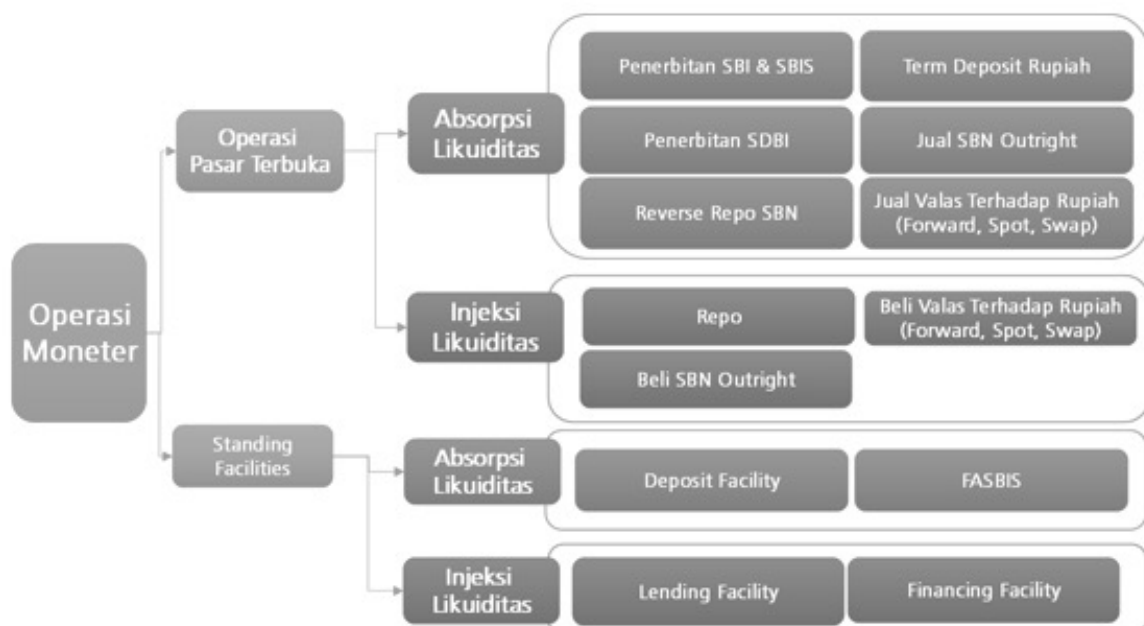 Operasi
Moneter
Operasi
Pasar Terbuka
Absorpsi
Likuiditas
Penerbitan SBI & SBIS
Term Deposit Rupiah
Penerbitan SDBI
Jual SBN Outright
Reverse Repo SBN
Jual Valas Terhadap Rupiah
(Forward, Spot, Swap)
Injeksi
Likuiditas
Repo
Beli Valas Terhadap Rupiah
(Forward, Spot, Swap)
Beli SBN Outright
Standing
Facilities
Absorpsi
Likuiditas
Deposit Facility
FASBIS
Injeksi
Likuiditas
Lending Facility
Financing Facility